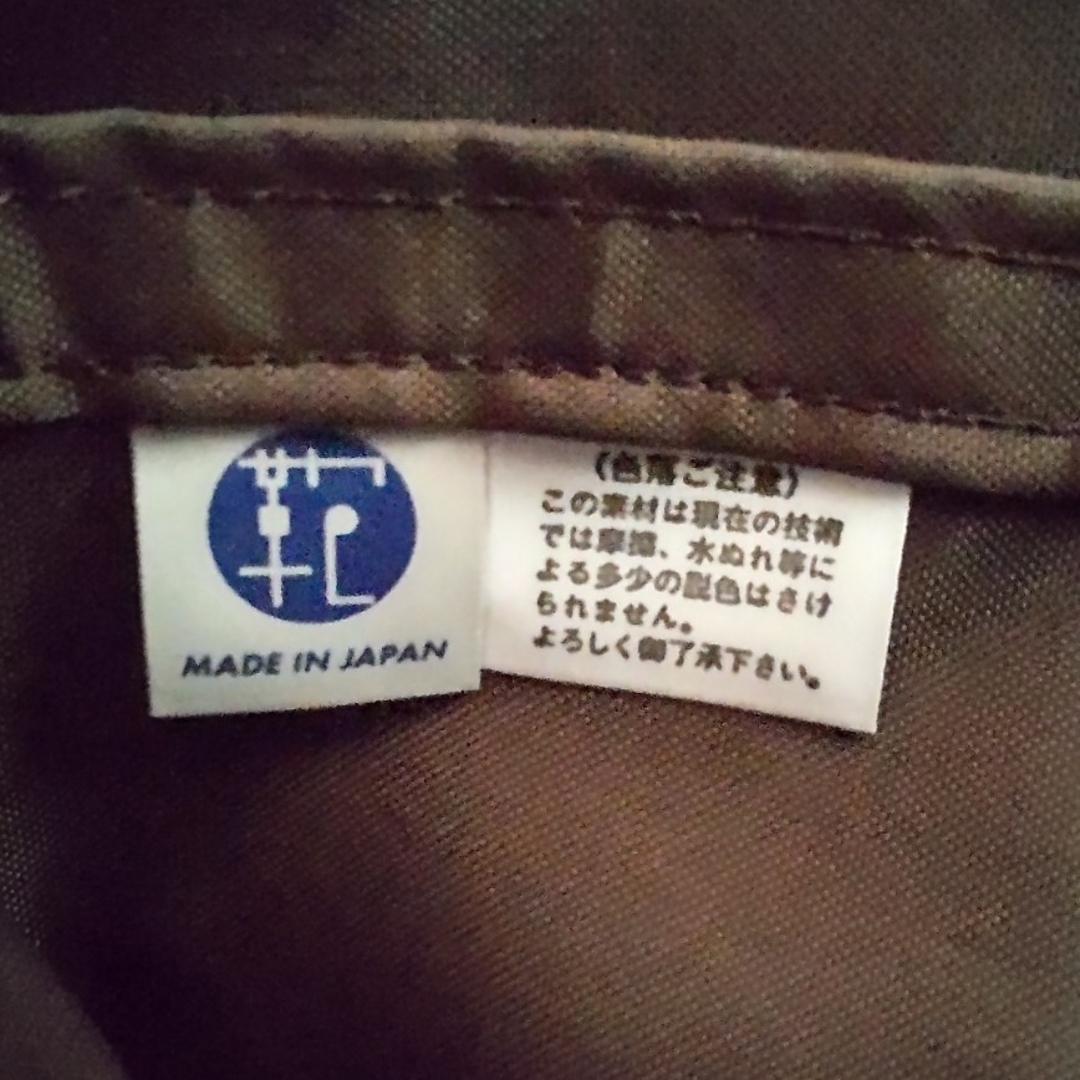 靴
MADE IN JAPAN
(色落ご注意)
この素材は現在の技術
では摩擦、水ぬれ等に
よる多少の脱色はさけ
られません。
よろしく御了承下さい。